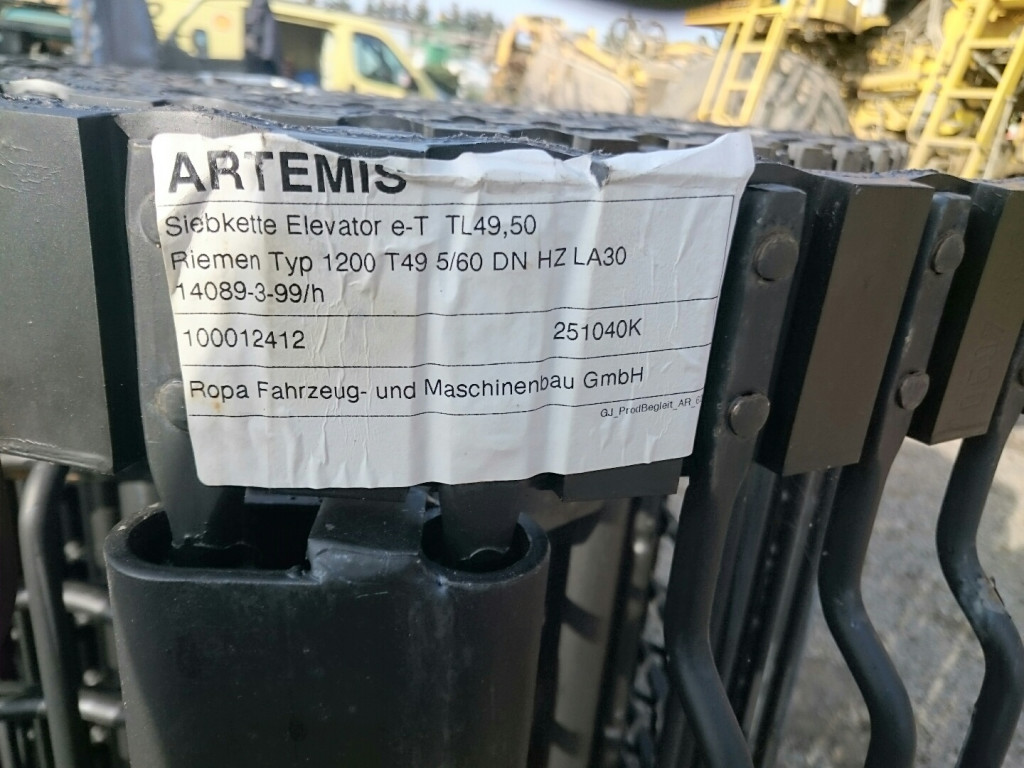 ARTEMIS
Siebkette Elevator e-T TL49,50
Riemen Typ 1200 T49 5/60 DN HZ LA30
14089-3-99/h
100012412 251040K
Ropa Fahrzeug- und Maschinenbau GmbH
GJ_ProdBegleit_AR_